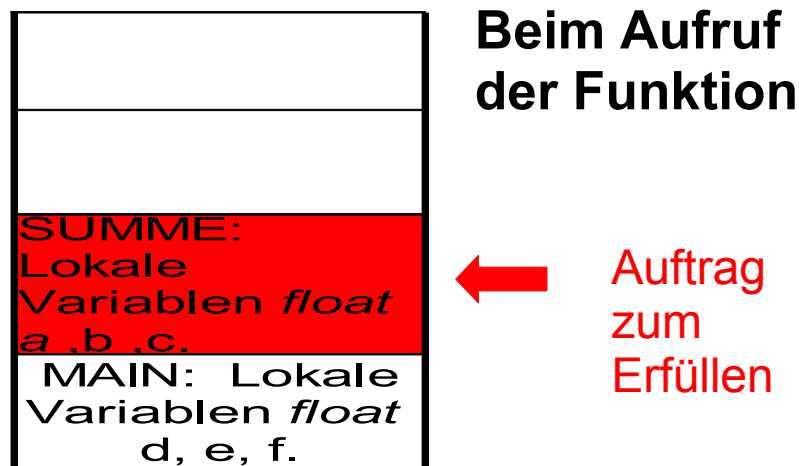 Beim Aufruf
der Funktion
SUMME:
Lokale
Variablen float
a ,b ,c.
Auftrag
zum
Erfüllen
MAIN: Lokale
Variablen float
d, e, f.